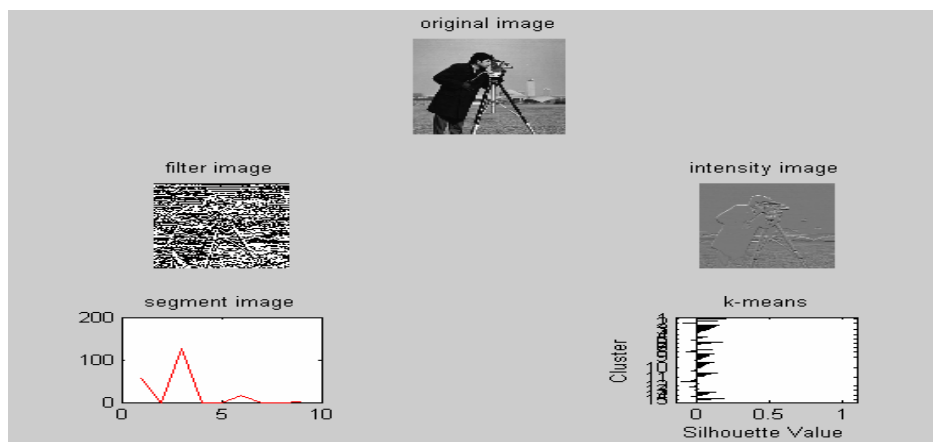 original image
filter image
intensity image
segment image
k-means
200
100
0
0
5
10
Cluster
0
0.5
1
Silhouette Value